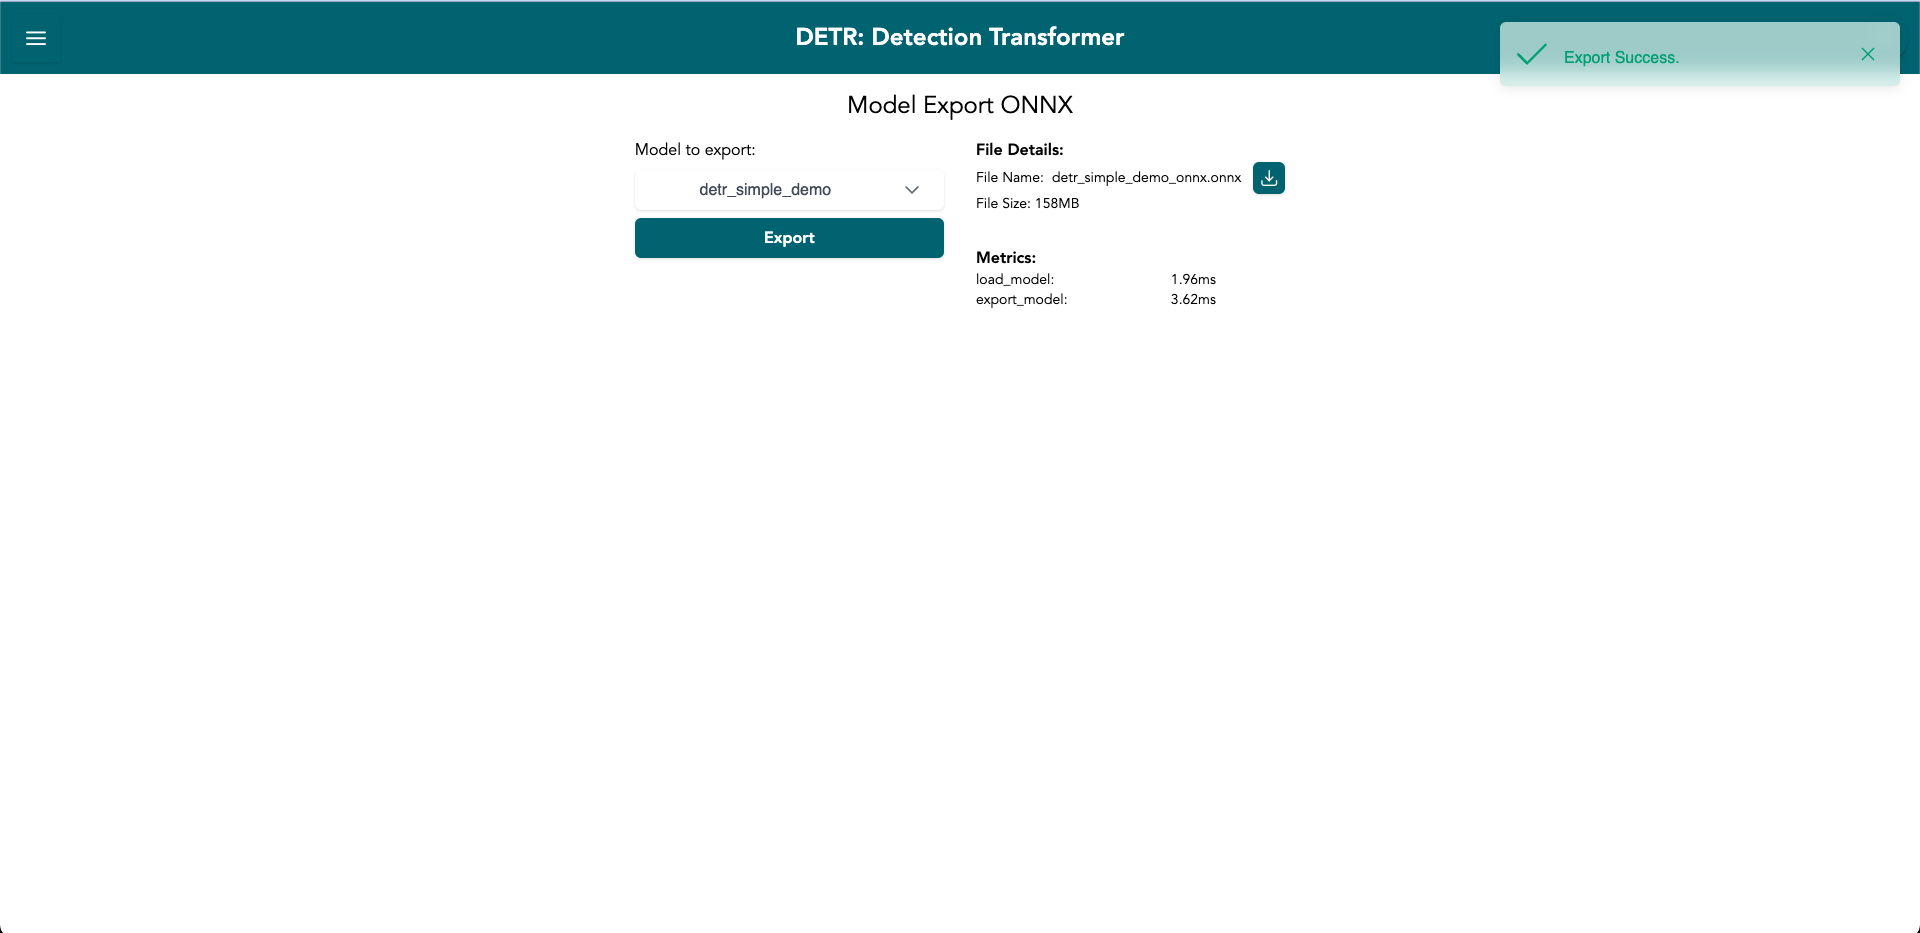 DETR: Detection Transformer
Export Success.
Model Export ONNX
Model to export:
detr_simple_demo
Export
File Details:
File Name: detr_simple_demo_onnx.onnx
File Size: 158MB
Metrics:
load_model: 1.96ms
export_model: 3.62ms